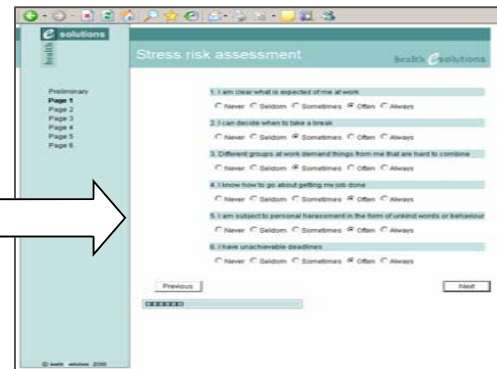 e solutions
health
Stress risk assessment
health e solutions
Preliminary
Page 1
Page 2
Page 3
Page 4
Page 5
Page 6
1. I am clear what is expected of me at work
Never Seldom Sometimes Often Always
2. I can decide when to take a break
Never Seldom Sometimes Often Always
3. Different groups at work demand things from me that are hard to combine
Never Seldom Sometimes Often Always
4. I know how to go about getting my job done
Never Seldom Sometimes Often Always
5. I am subject to personal harassment in the form of unkind words or behaviour
Never Seldom Sometimes Often Always
6. I have unachievable deadlines
Never Seldom Sometimes Often Always
Previous
Next
©